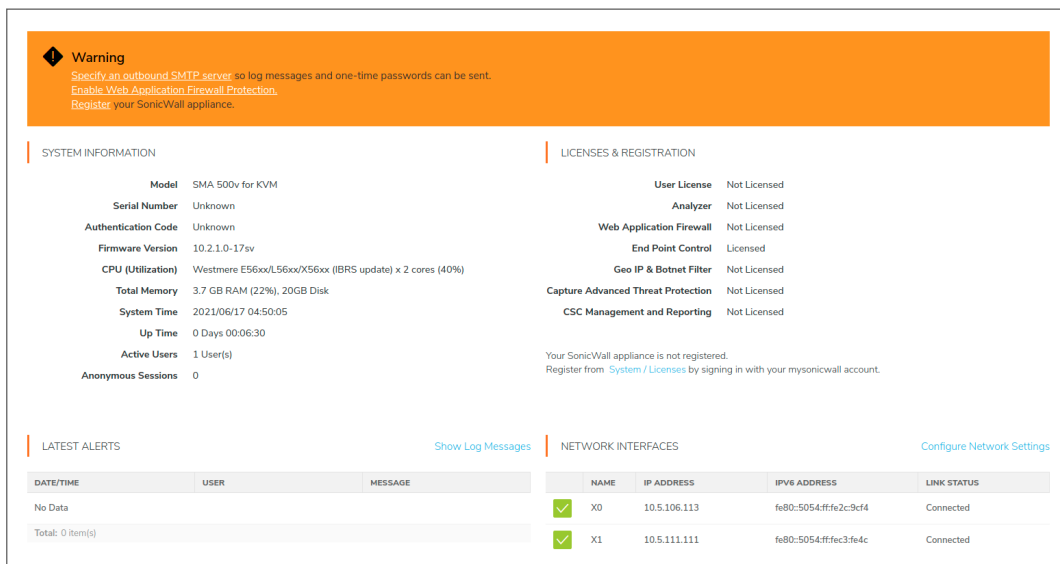 Warning
Specify an outbound SMTP server so log messages and one-time passwords can be sent.
Enable Web Application Firewall Protection.
Register your SonicWall appliance.
SYSTEM INFORMATION
Model SMA 500v for KVM
Serial Number Unknown
Authentication Code Unknown
Firmware Version 10.2.1.0-17sv
CPU (Utilization) Westmere E56xx/L56xx/X56xx (IBRS update) x 2 cores (40%)
Total Memory 3.7 GB RAM (22%), 20GB Disk
System Time 2021/06/17 04:50:05
Up Time 0 Days 00:06:30
Active Users 1 User(s)
Anonymous Sessions 0
LICENSES & REGISTRATION
User License Not Licensed
Analyzer Not Licensed
Web Application Firewall Not Licensed
End Point Control Licensed
Geo IP & Botnet Filter Not Licensed
Capture Advanced Threat Protection Not Licensed
CSC Management and Reporting Not Licensed
Your SonicWall appliance is not registered.
Register from System / Licenses by signing in with your mysonicwall account.
LATEST ALERTS Show Log Messages
DATE/TIME USER MESSAGE
No Data
Total: 0 item(s)
NETWORK INTERFACES Configure Network Settings
NAME IP ADDRESS IPV6 ADDRESS LINK STATUS
X0 10.5.106.113 fe80::5054:ff:fe2c:9cf4 Connected
X1 10.5.111.111 fe80::5054:ff:fec3:fe4c Connected